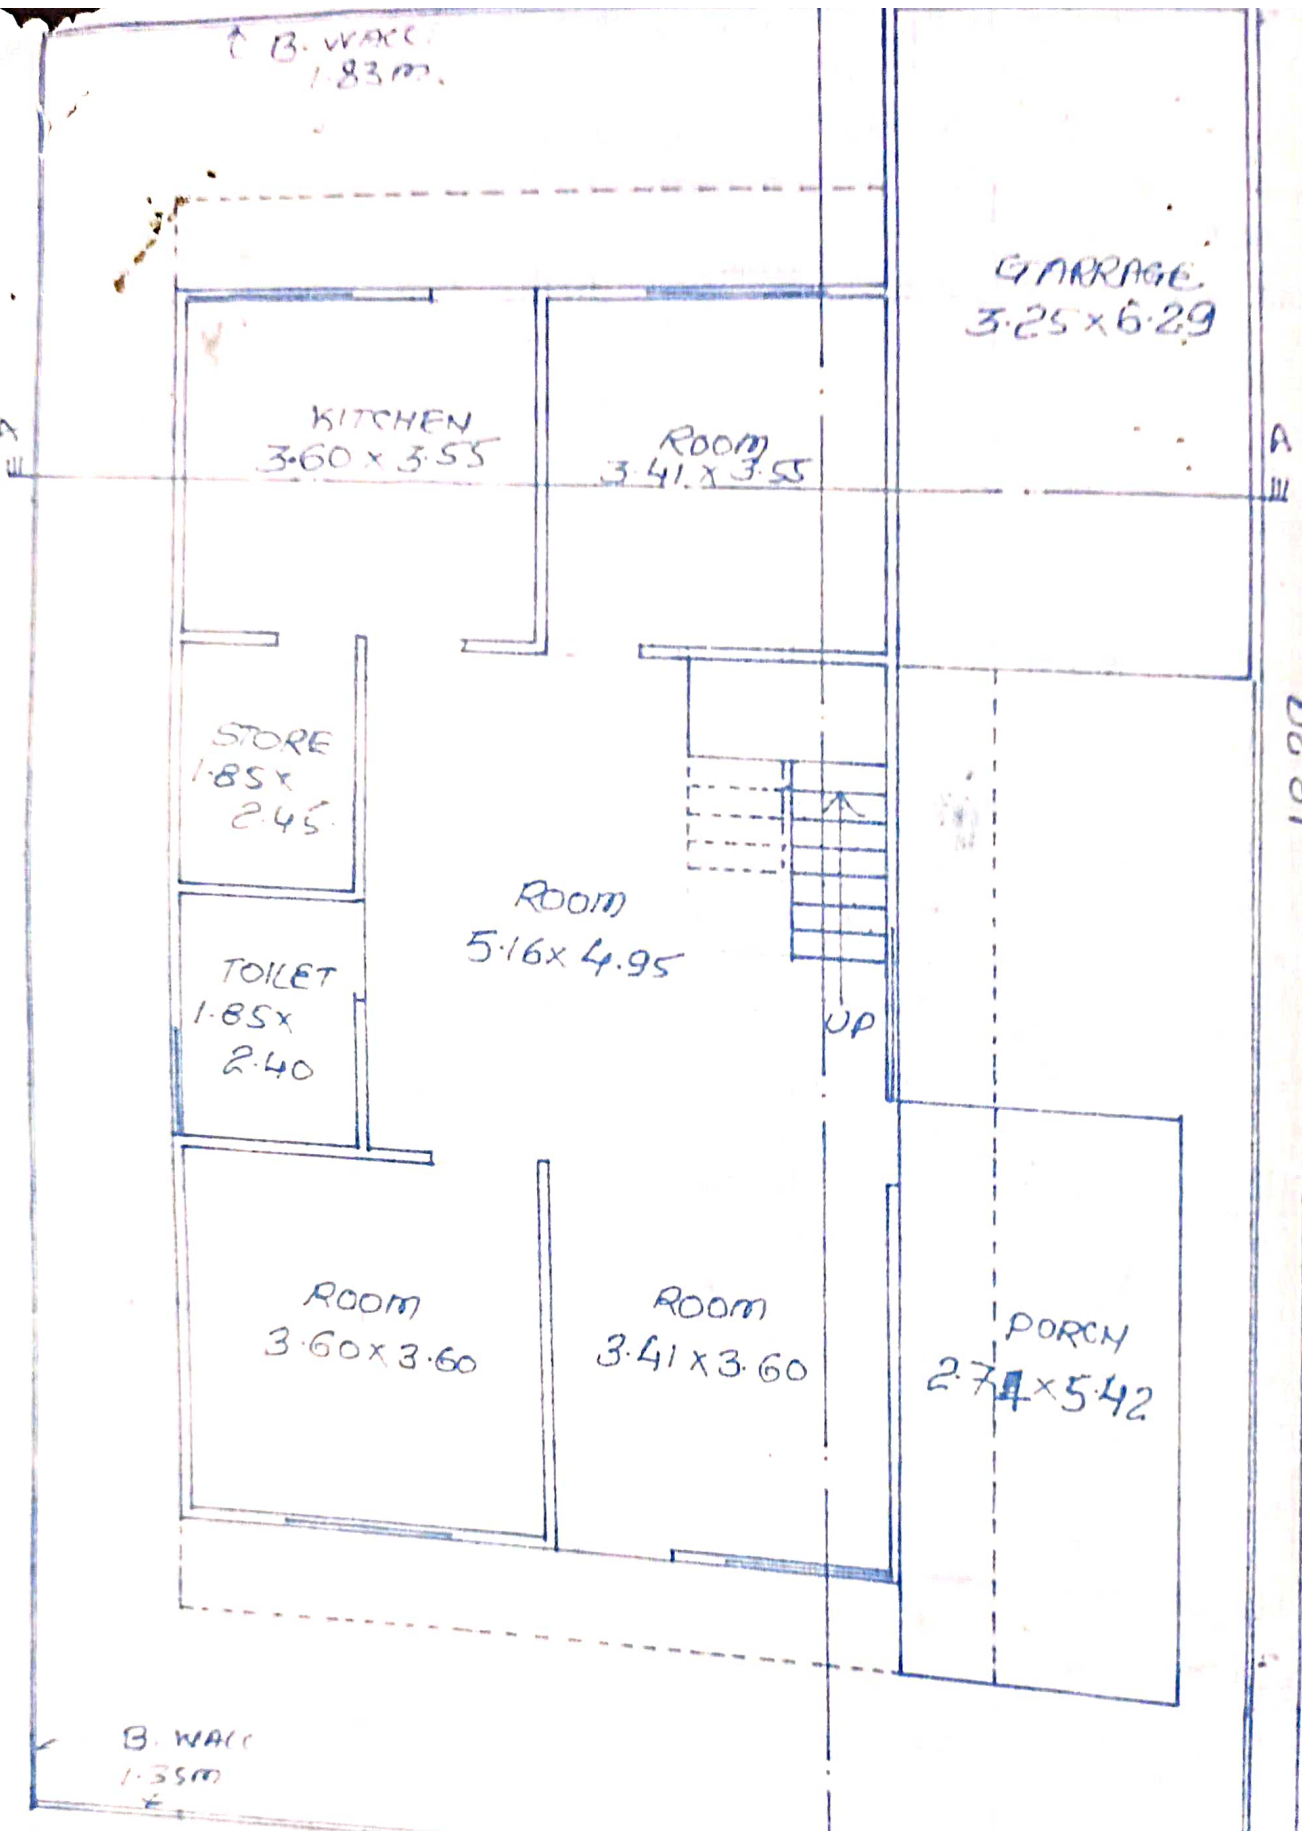 B. WALL
1.83m.
GARRAGE
3.25 x 6.29
KITCHEN
3.60 x 3.55
ROOM
3.41 x 3.55
A
A
STORE
1.85 x
2.45
ROOM
5.16 x 4.95
TOILET
1.85 x
2.40
UP
ROOM
3.60 x 3.60
ROOM
3.41 x 3.60
PORCH
2.74 x 5.42
B. WALL
1.35m